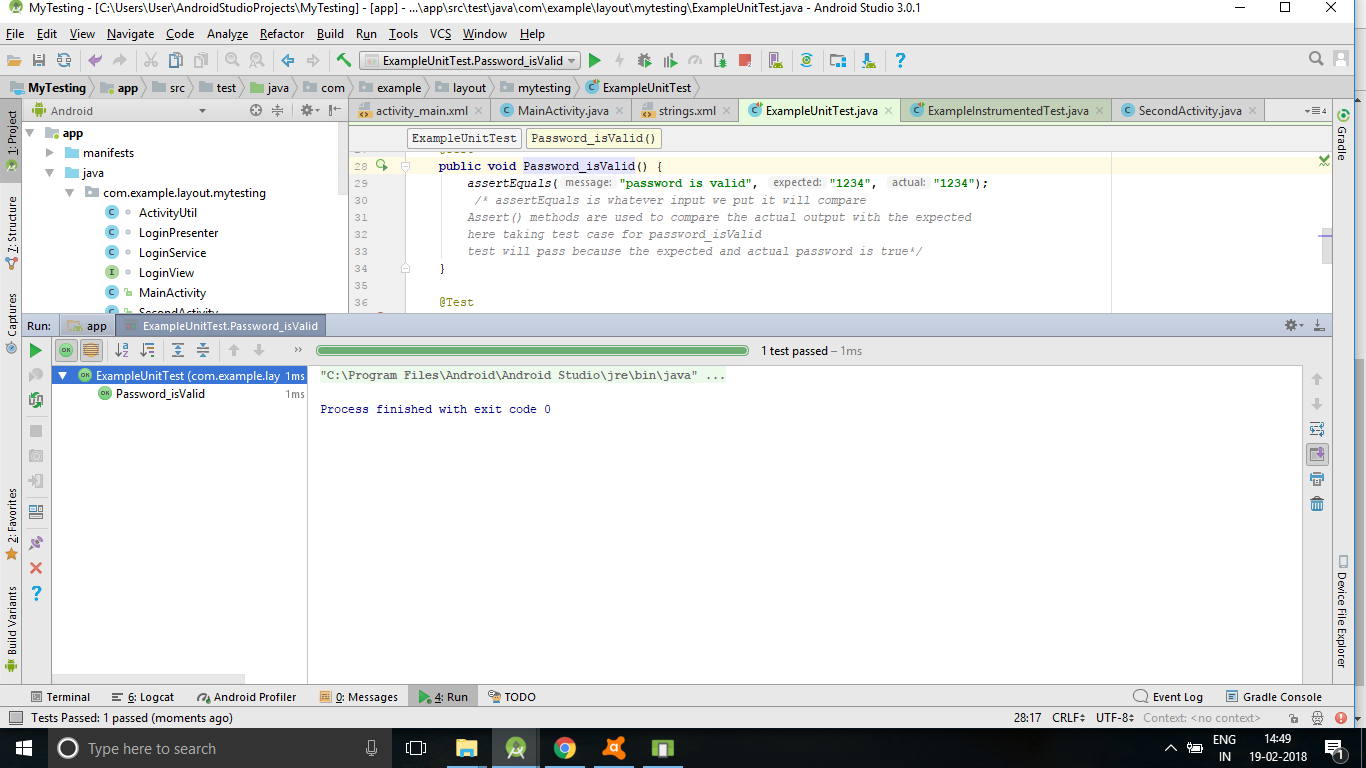 MyTesting - [C:\Users\User\AndroidStudioProjects\MyTesting] - [app] - ...\app\src\test\java\com\example\layout\mytesting\ExampleUnitTest.java - Android Studio 3.0.1
File Edit View Navigate Code Analyze Refactor Build Run Tools VCS Window Help
ExampleUnitTest.Password_isValid
MyTesting app src test java com example layout mytesting ExampleUnitTest
1: Project
Android
activity_main.xml MainActivity.java strings.xml ExampleUnitTest.java ExampleInstrumentedTest.java SecondActivity.java 4
Gradle
app
manifests
java
com.example.layout.mytesting
ActivityUtil
LoginPresenter
LoginService
LoginView
MainActivity
SecondActivity
7: Structure
Captures
ExampleUnitTest Password_isValid()
28 public void Password_isValid() {
29 assertEquals( message: "password is valid", expected: "1234", actual: "1234");
30 /* assertEquals is whatever input we put it will compare
31 Assert() methods are used to compare the actual output with the expected
32 here taking test case for password_isValid
33 test will pass because the expected and actual password is true*/
34 }
35
36 @Test
Run: app ExampleUnitTest.Password_isValid
1 test passed – 1ms
ExampleUnitTest (com.example.lay 1ms
Password_isValid 1ms
"C:\Program Files\Android\Android Studio\jre\bin\java" ...
Process finished with exit code 0
2: Favorites
Build Variants
Device File Explorer
Terminal 6: Logcat Android Profiler 0: Messages 4: Run TODO Event Log Gradle Console
Tests Passed: 1 passed (moments ago) 28:17 CRLF UTF-8 Context: <no context>
Type here to search
ENG
IN
14:49
19-02-2018
1